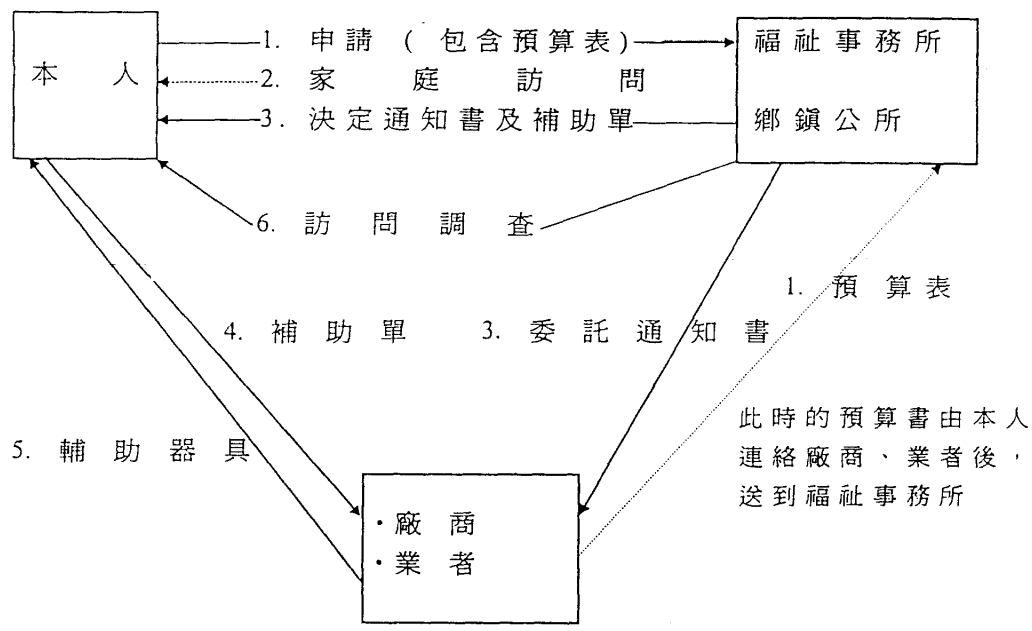 1. 申請 ( 包含預算表)
福祉事務所
本 人
2. 家 庭 訪 問
3. 決定通知書及補助單
鄉鎮公所
6. 訪 問 調 查
1. 預 算 表
4. 補 助 單
3. 委 託 通 知 書
此時的預算書由本人
連絡廠商、業者後，
送到福祉事務所
5. 輔 助 器 具
・廠 商
・業 者